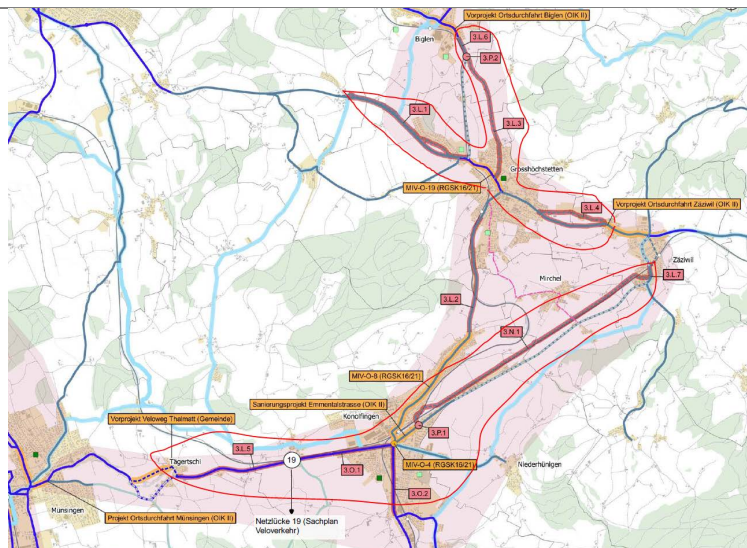 Vorprojekt Ortsdurchfahrt Biglen (OIK II)
Biglen
3.L.6
3.P.2
3.L.1
3.L.3
Grosshöchstetten
MIV-O-19 (RGSK16/21)
Vorprojekt Ortsdurchfahrt Zäziwil (OIK II)
3.L.4
Zäziwil
Mirchel
3.L.7
3.L.2
3.N.1
MIV-O-8 (RGSK16/21)
Sanierungsprojekt Emmentalstrasse (OIK II)
Konolfingen
Vorprojekt Veloweg Thalmatt (Gemeinde)
3.P.1
Tägertschi
3.L.5
19
3.O.1
MIV-O-4 (RGSK16/21)
Niederhünigen
3.O.2
Münsingen
Projekt Ortsdurchfahrt Münsingen (OIK II)
Netzlücke 19 (Sachplan
Veloverkehr)